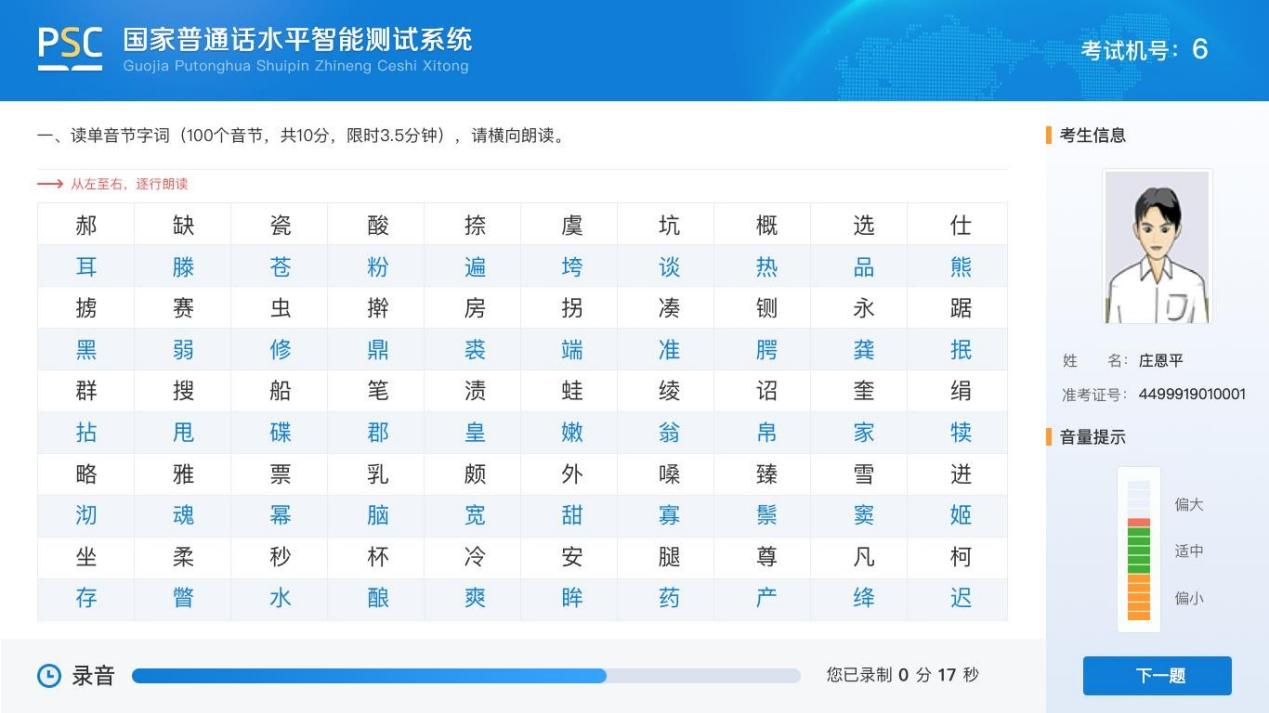 PSC 国家普通话水平智能测试系统
Guojia Putonghua Shuipin Zhineng Ceshi Xitong
考试机号：6
一、读单音节字词（100个音节，共10分，限时3.5分钟），请横向朗读。
从左至右，逐行朗读
郝 缺 瓷 酸 捺 虞 坑 概 选 仕
耳 滕 苍 粉 遍 垮 谈 热 品 熊
掳 赛 虫 擀 房 拐 凑 铡 永 踞
黑 弱 修 鼎 裘 端 准 腭 龚 抿
群 搜 船 笔 渍 蛙 绫 诏 奎 绢
拈 甩 碟 郡 皇 嫩 翁 帛 家 犊
略 雅 票 乳 颇 外 嗓 臻 雪 迸
沏 魂 幂 脑 宽 甜 寡 鬃 窦 姬
坐 柔 秒 杯 冷 安 腿 尊 凡 柯
存 瞥 水 酿 爽 眸 药 产 绛 迟
录音
您已录制 0 分 17 秒
考生信息
姓 名：庄恩平
准考证号：4499919010001
音量提示
偏大
适中
偏小
下一题